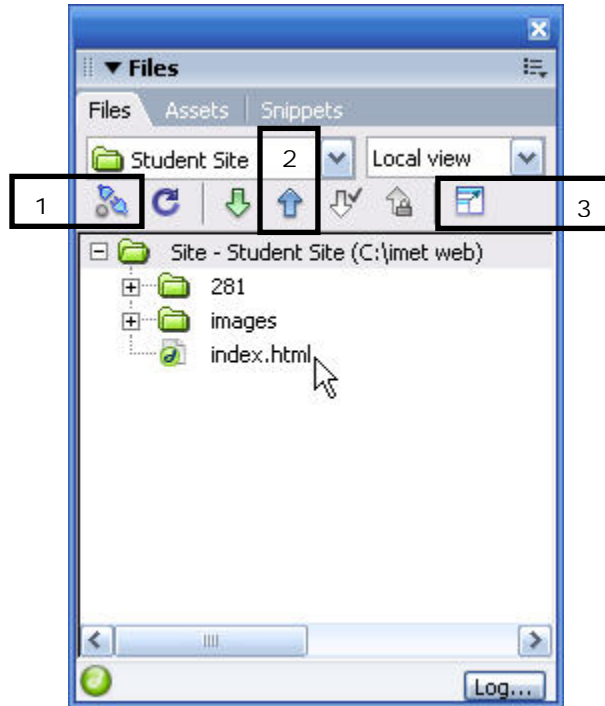 Files
Files Assets Snippets
Student Site 2 Local view
1 3
Site - Student Site (C:\imet web)
281
images
index.html
Log...